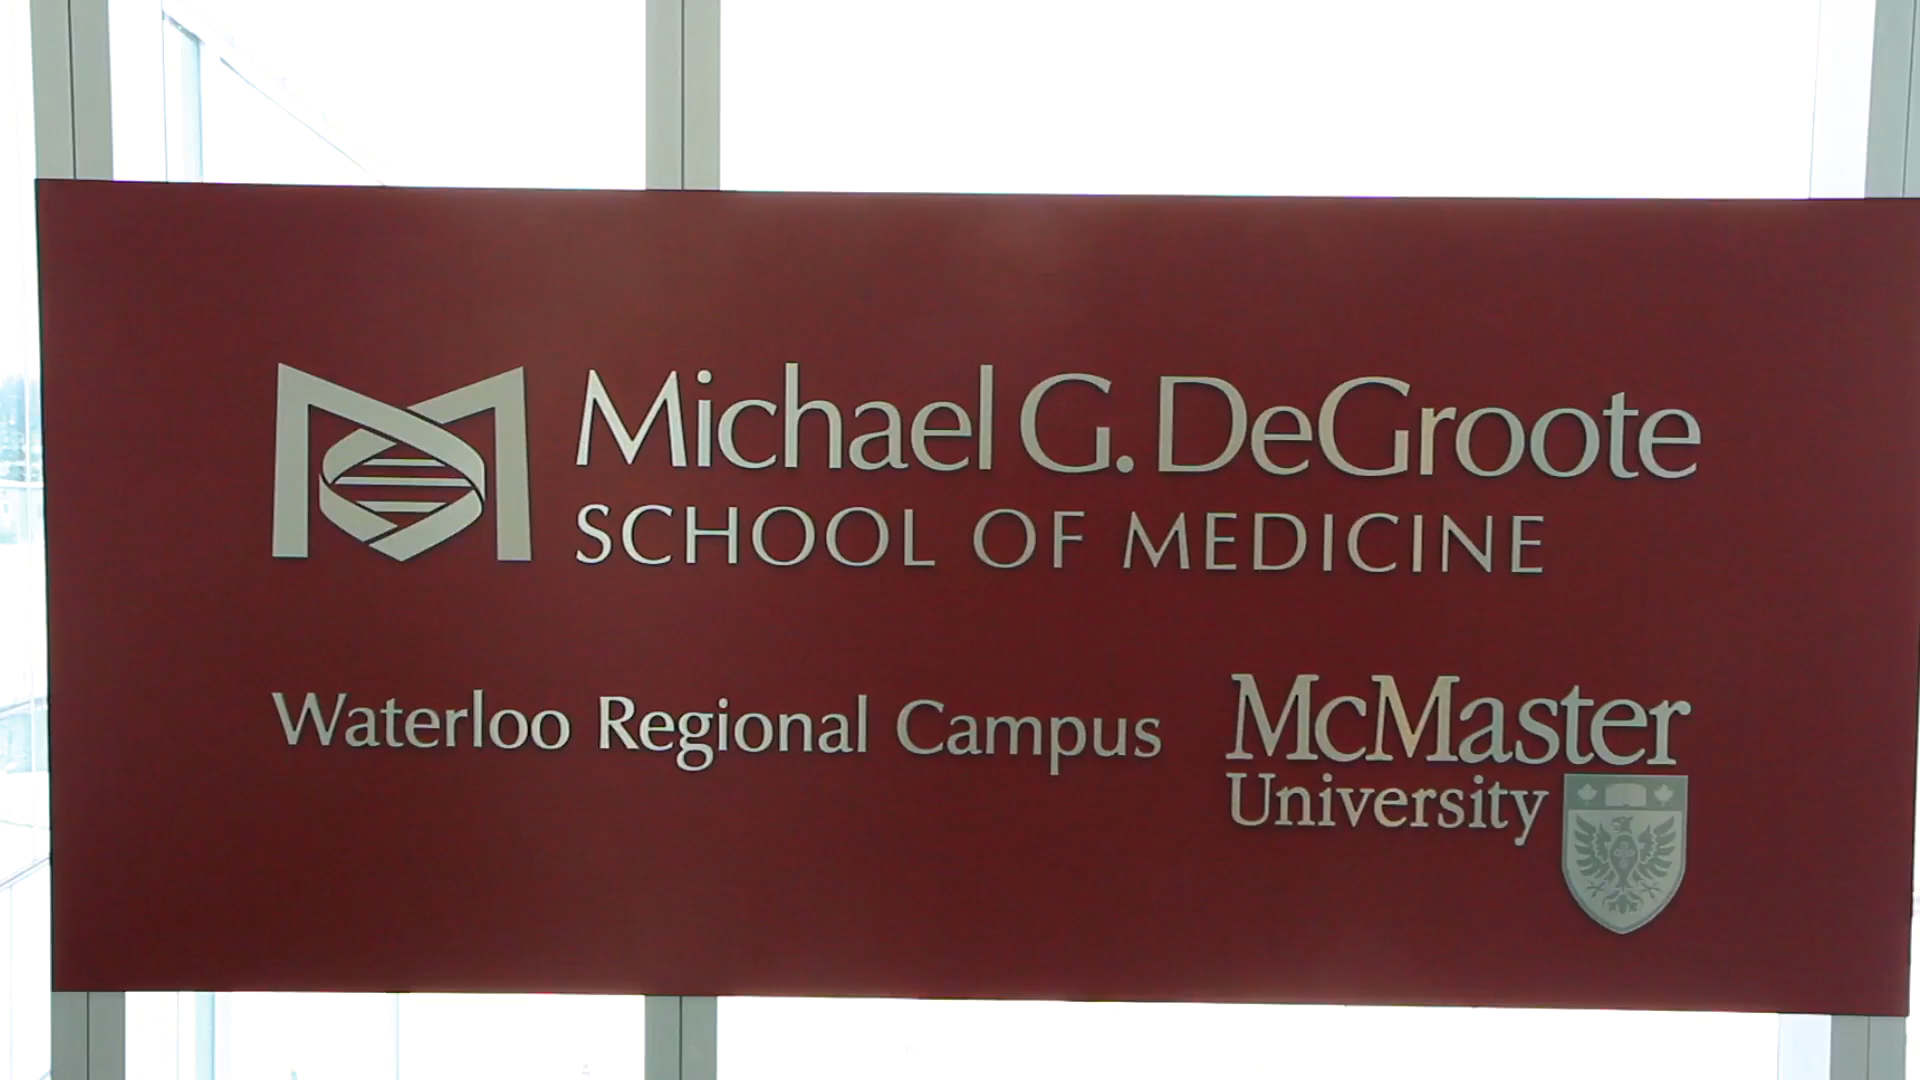 Michael G. DeGroote
SCHOOL OF MEDICINE
Waterloo Regional Campus
McMaster
University